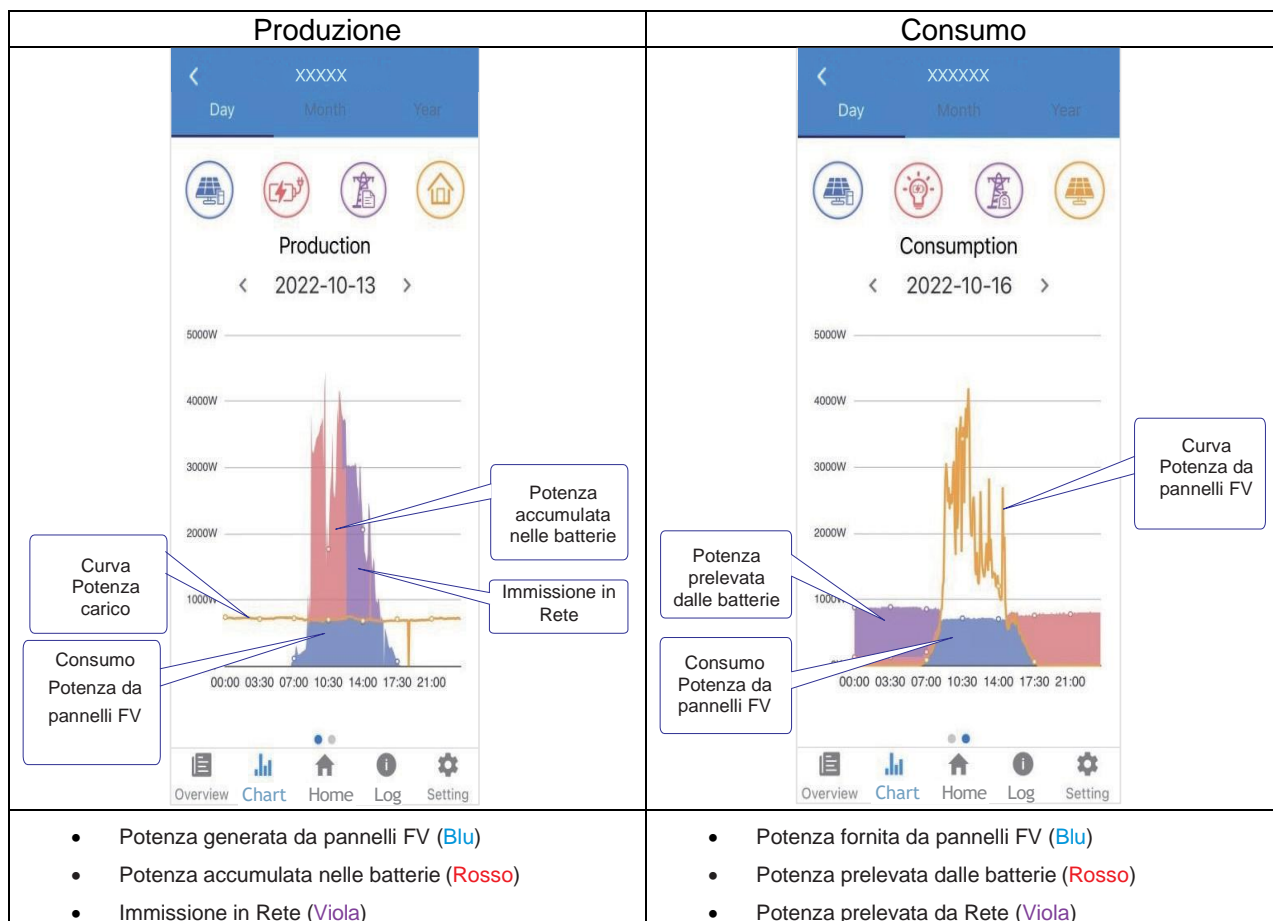 Produzione
XXXXX
Day Month Year
Production
< 2022-10-13 >
5000W
4000W
3000W
2000W
1000W
00:00 03:30 07:00 10:30 14:00 17:30 21:00
Potenza
accumulata
nelle batterie
Immissione in
Rete
Curva
Potenza
carico
Consumo
Potenza da
pannelli FV
Overview Chart Home Log Setting
• Potenza generata da pannelli FV (Blu)
• Potenza accumulata nelle batterie (Rosso)
• Immissione in Rete (Viola)
Consumo
XXXXXX
Day Month Year
Consumption
< 2022-10-16 >
5000W
4000W
3000W
2000W
1000W
00:00 03:30 07:00 10:30 14:00 17:30 21:00
Curva
Potenza da
pannelli FV
Potenza
prelevata
dalle batterie
Consumo
Potenza da
pannelli FV
Overview Chart Home Log Setting
• Potenza fornita da pannelli FV (Blu)
• Potenza prelevata dalle batterie (Rosso)
• Potenza prelevata da Rete (Viola)